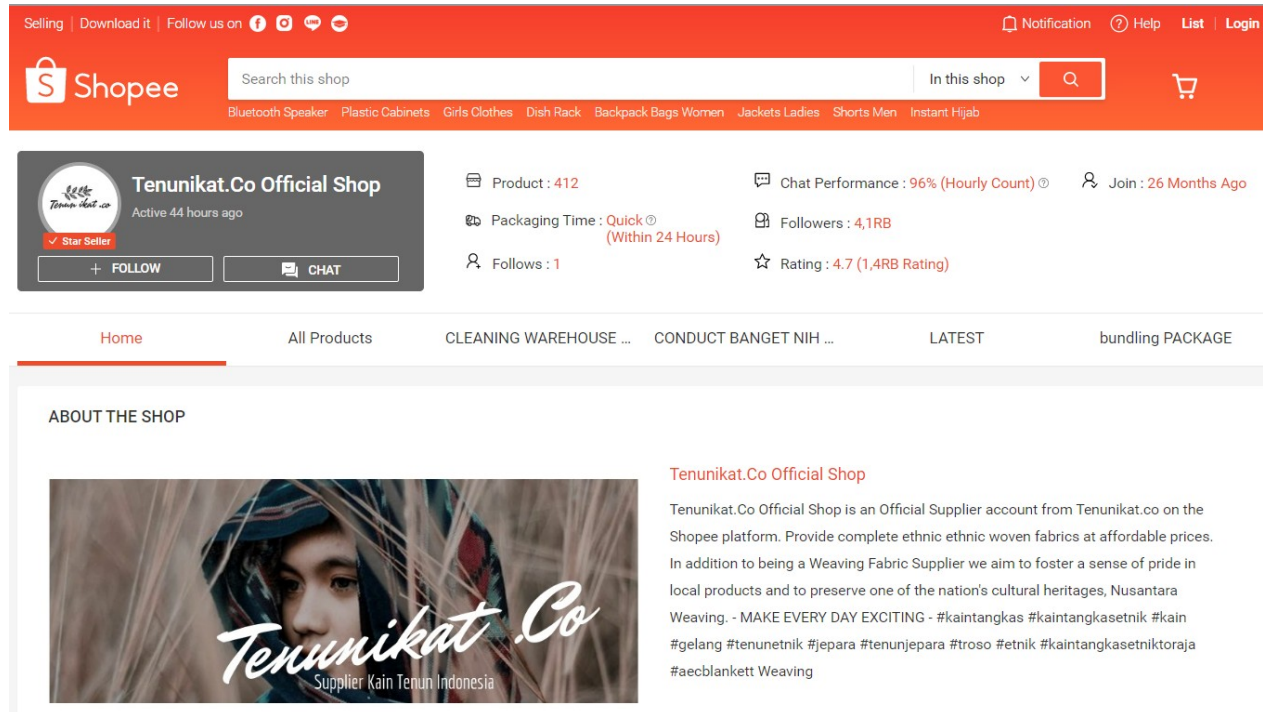 Selling | Download it | Follow us on
Notification
Help
List | Login
Shopee
Search this shop
In this shop
Bluetooth Speaker Plastic Cabinets Girls Clothes Dish Rack Backpack Bags Women Jackets Ladies Shorts Men Instant Hijab
Tenun ikat .co
Star Seller
Tenunikat.Co Official Shop
Active 44 hours ago
+ FOLLOW
CHAT
Product : 412
Packaging Time : Quick
(Within 24 Hours)
Follows : 1
Chat Performance : 96% (Hourly Count)
Followers : 4,1RB
Rating : 4.7 (1,4RB Rating)
Join : 26 Months Ago
Home All Products CLEANING WAREHOUSE ... CONDUCT BANGET NIH ... LATEST bundling PACKAGE
ABOUT THE SHOP
Tenunikat .Co
Supplier Kain Tenun Indonesia
Tenunikat.Co Official Shop
Tenunikat.Co Official Shop is an Official Supplier account from Tenunikat.co on the
Shopee platform. Provide complete ethnic ethnic woven fabrics at affordable prices.
In addition to being a Weaving Fabric Supplier we aim to foster a sense of pride in
local products and to preserve one of the nation's cultural heritages, Nusantara
Weaving. - MAKE EVERY DAY EXCITING - #kaintangkas #kaintangkasetnik #kain
#gelang #tenunetnik #jepara #tenunjepara #troso #etnik #kaintangkasetniktoraja
#aecblankett Weaving